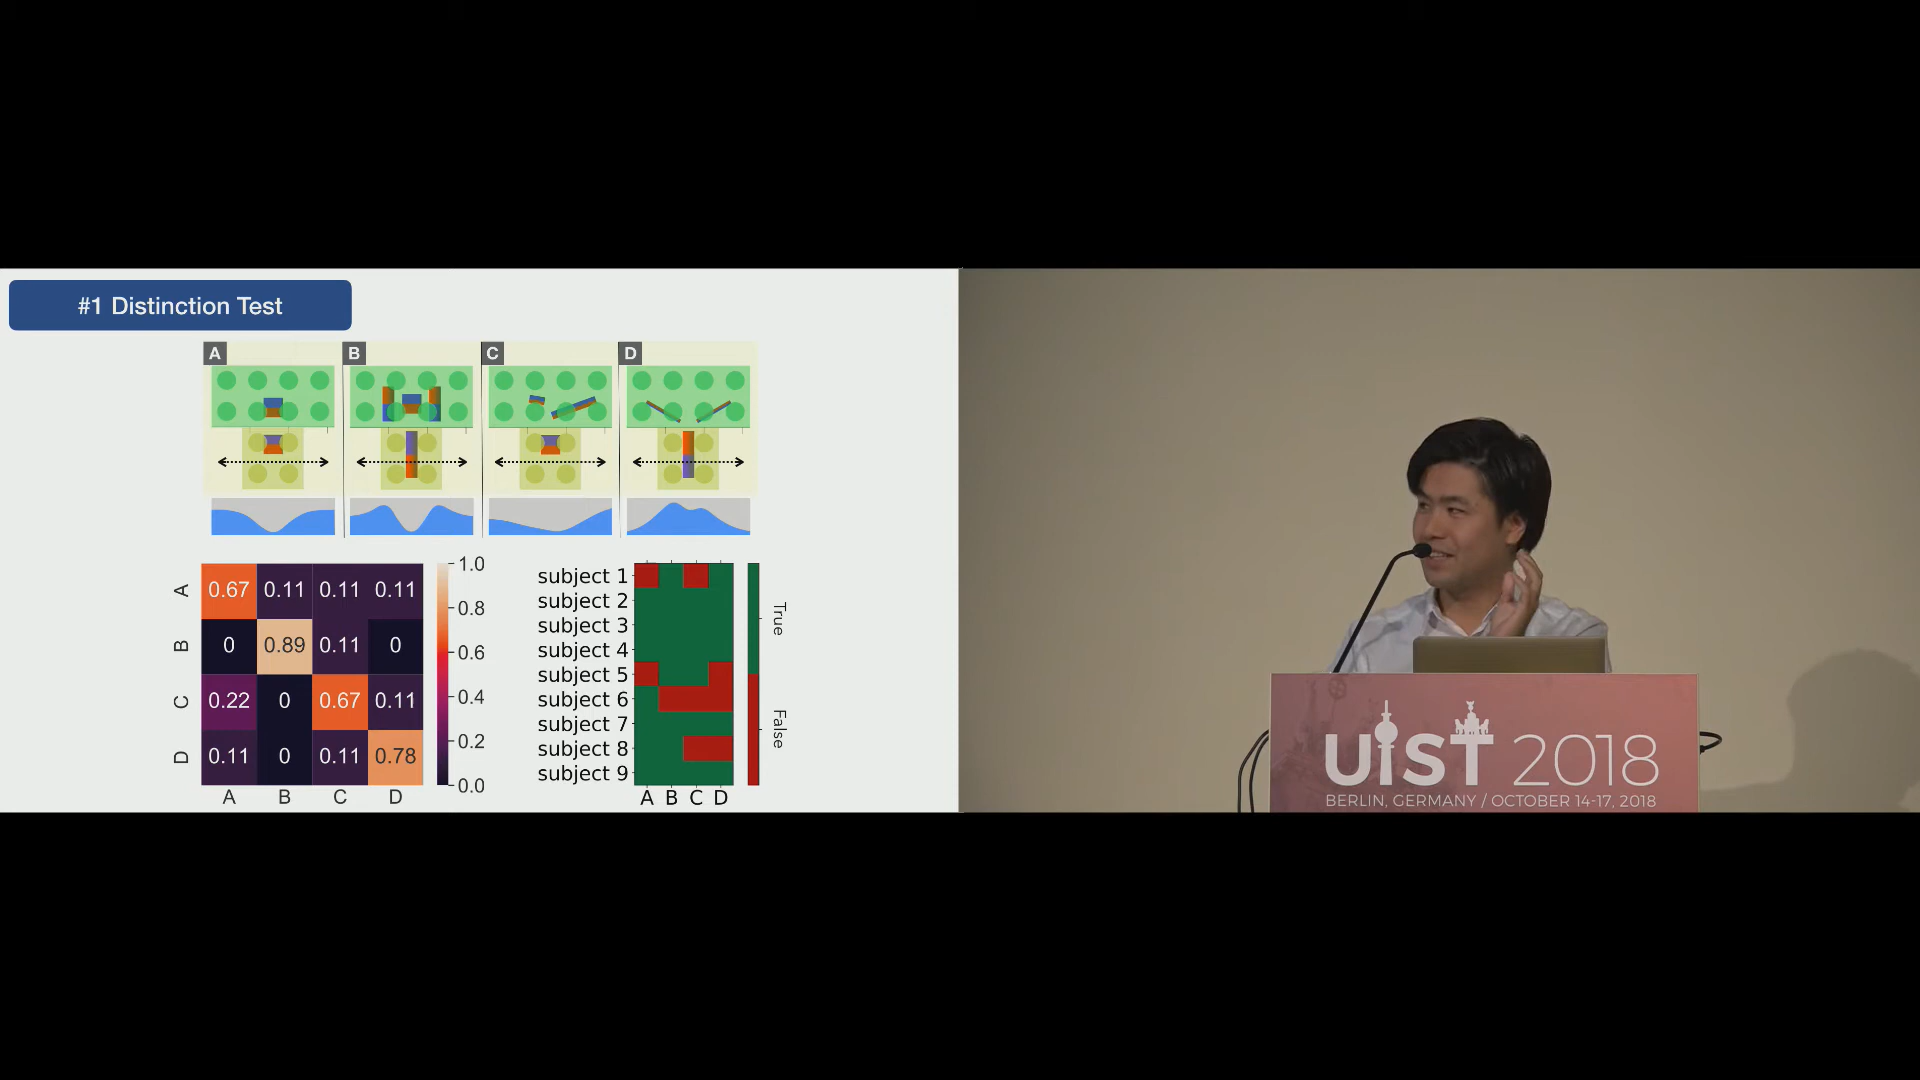 #1 Distinction Test
A B C D
A 0.67 0.11 0.11 0.11
B 0 0.89 0.11 0
C 0.22 0 0.67 0.11
D 0.11 0 0.11 0.78
A B C D
1.0
0.8
0.6
0.4
0.2
0.0
subject 1
subject 2
subject 3
subject 4
subject 5
subject 6
subject 7
subject 8
subject 9
A B C D
True
False
UIST 2018
BERLIN, GERMANY / OCTOBER 14-17, 2018